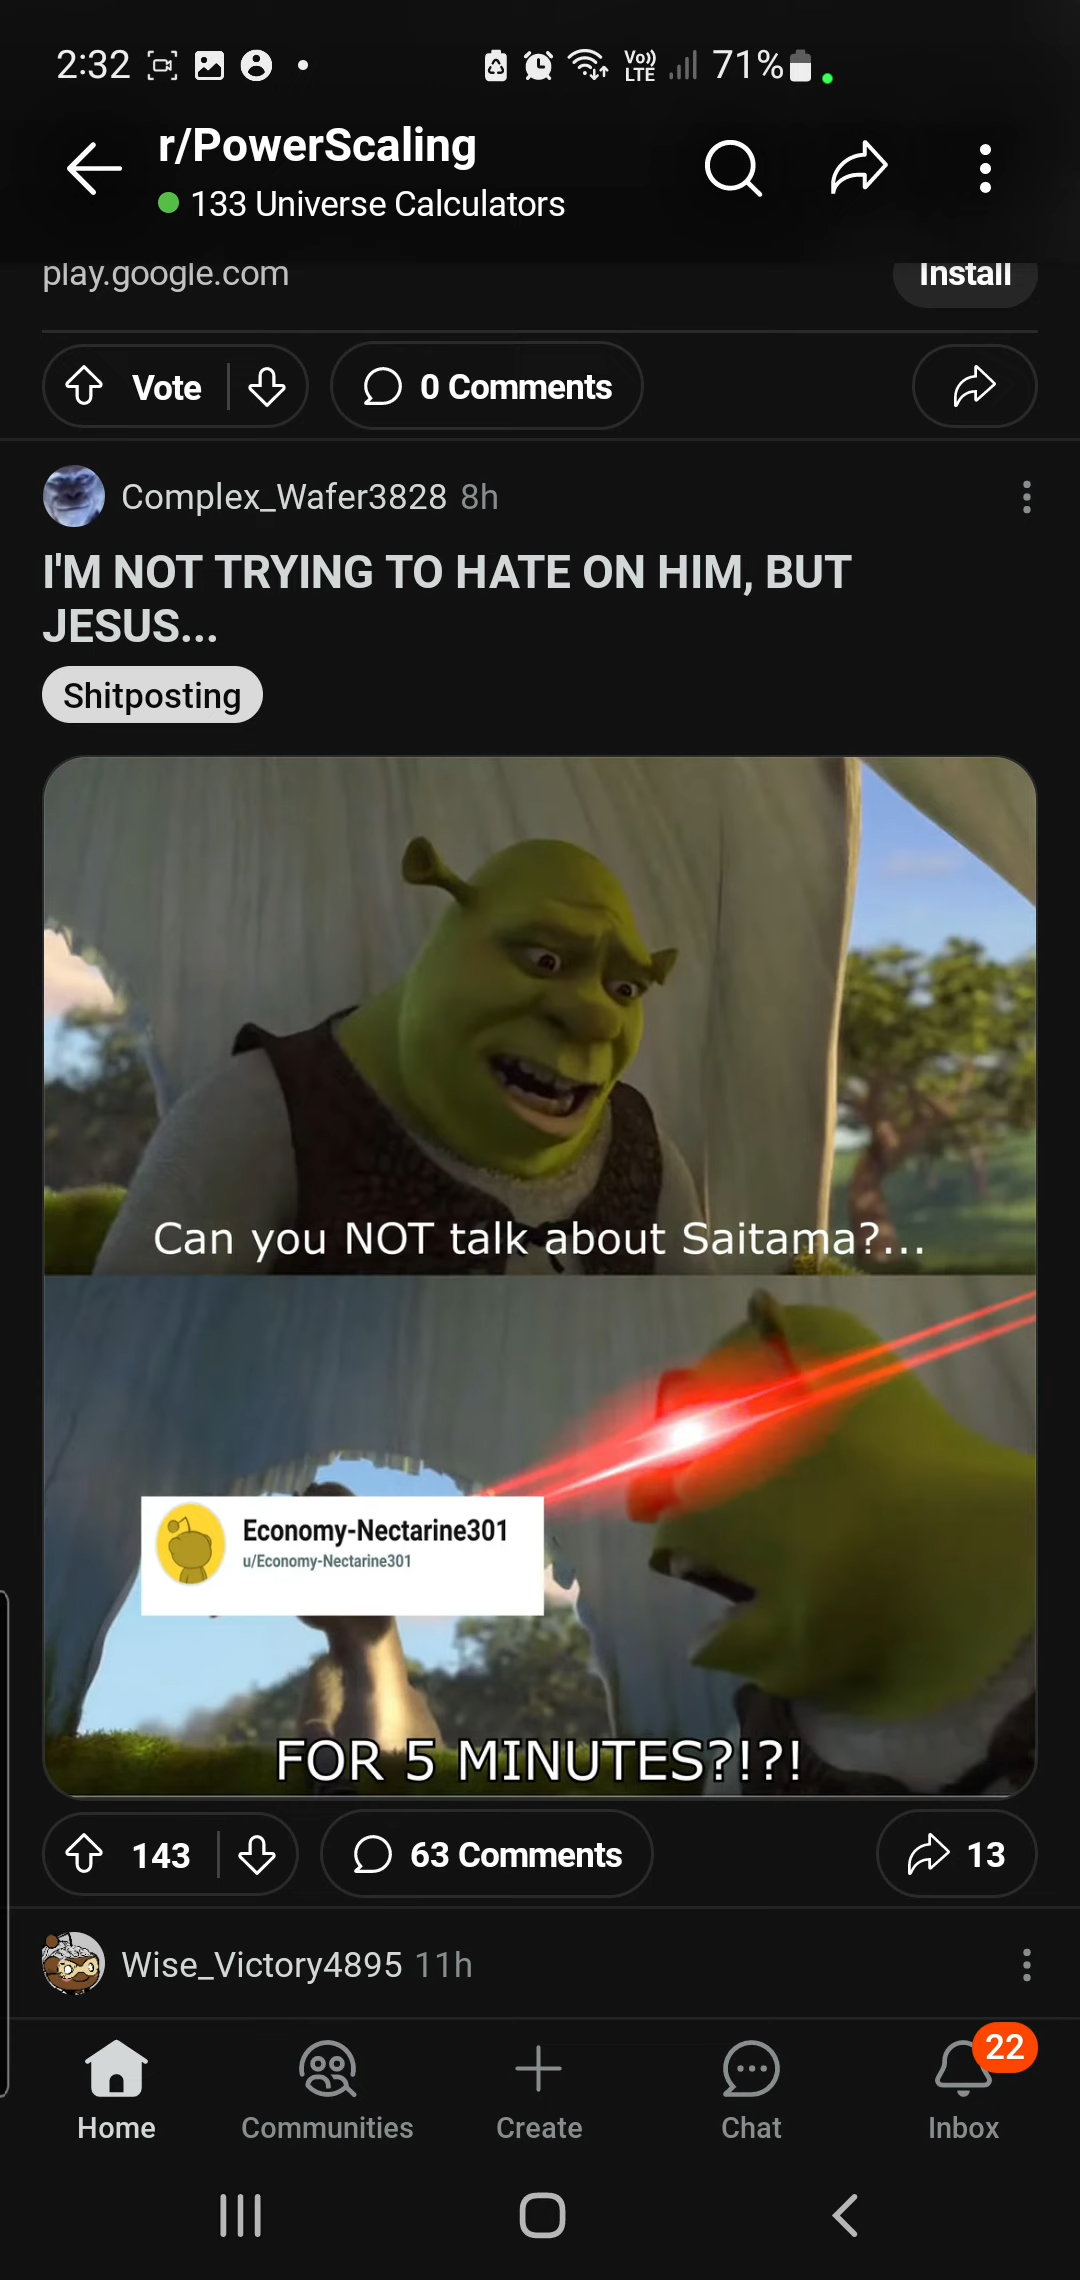 2:32
Vo))
LTE
71%
r/PowerScaling
133 Universe Calculators
play.google.com
Install
Vote
0 Comments
Complex_Wafer3828 8h
I'M NOT TRYING TO HATE ON HIM, BUT
JESUS...
Shitposting
Can you NOT talk about Saitama?...
Economy-Nectarine301
u/Economy-Nectarine301
FOR 5 MINUTES?!?!
143
63 Comments
13
Wise_Victory4895 11h
22
Home
Communities
Create
Chat
Inbox